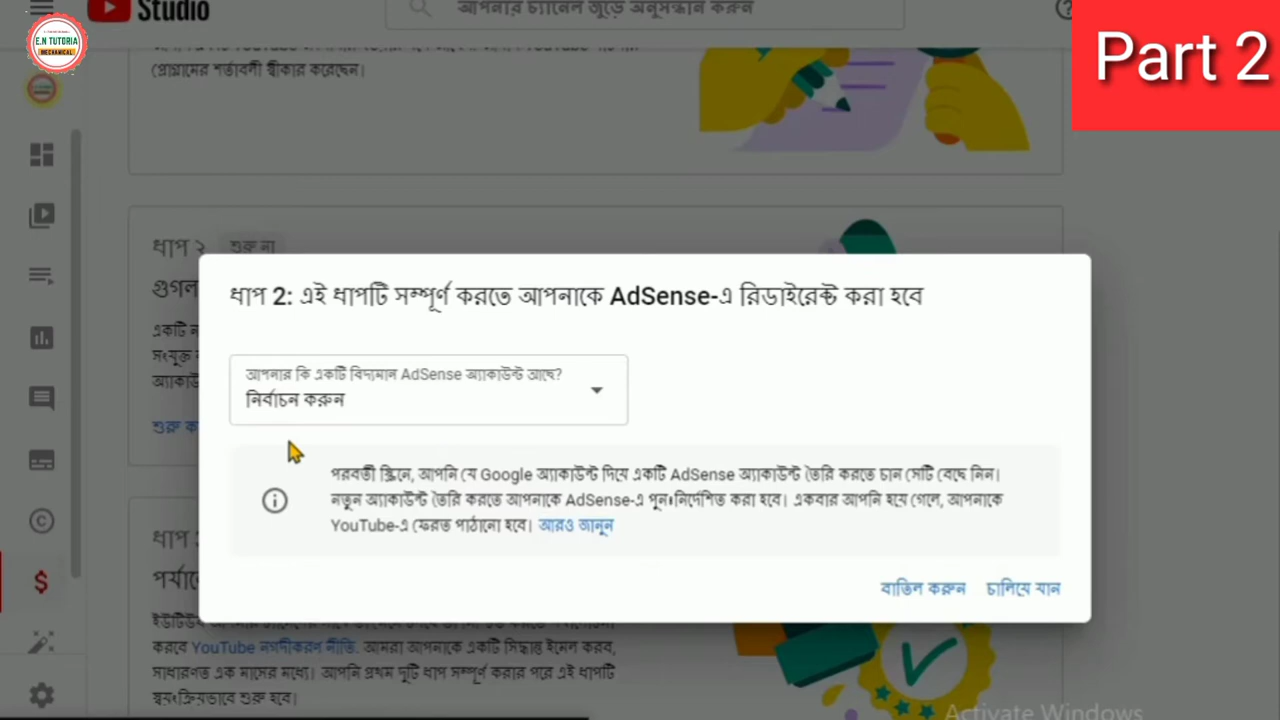 Studio
আপনার চ্যানেল জুড়ে অনুসন্ধান করুন
Part 2
E.N TUTORIA
MECHANICAL
প্রোগ্রামের শর্তাবলী স্বীকার করেছেন।
ধাপ ২ শুরু না
গুগল
একটি
সংযুক্ত
অ্যাকাউ
শুরু ক
ধাপ 2: এই ধাপটি সম্পূর্ণ করতে আপনাকে AdSense-এ রিডাইরেক্ট করা হবে
আপনার কি একটি বিদ্যমান AdSense অ্যাকাউন্ট আছে?
নির্বাচন করুন
পরবর্তী স্ক্রিনে, আপনি যে Google অ্যাকাউন্ট দিয়ে একটি AdSense অ্যাকাউন্ট তৈরি করতে চান সেটি বেছে নিন।
নতুন অ্যাকাউন্ট তৈরি করতে আপনাকে AdSense-এ পুনঃনির্দেশিত করা হবে। একবার আপনি হয়ে গেলে, আপনাকে
YouTube-এ ফেরত পাঠানো হবে। আরও জানুন
বাতিল করুন চালিয়ে যান
ধাপ
পর্যালে
করবে YouTube নগদীকরণ নীতি. আমরা আপনাকে একটি সিদ্ধান্ত ইমেল করব,
সাধারণত এক মাসের মধ্যে। আপনি প্রথম দুটি ধাপ সম্পূর্ণ করার পরে এই ধাপটি
স্বয়ংক্রিয়ভাবে শুরু হবে।
Activate Windows